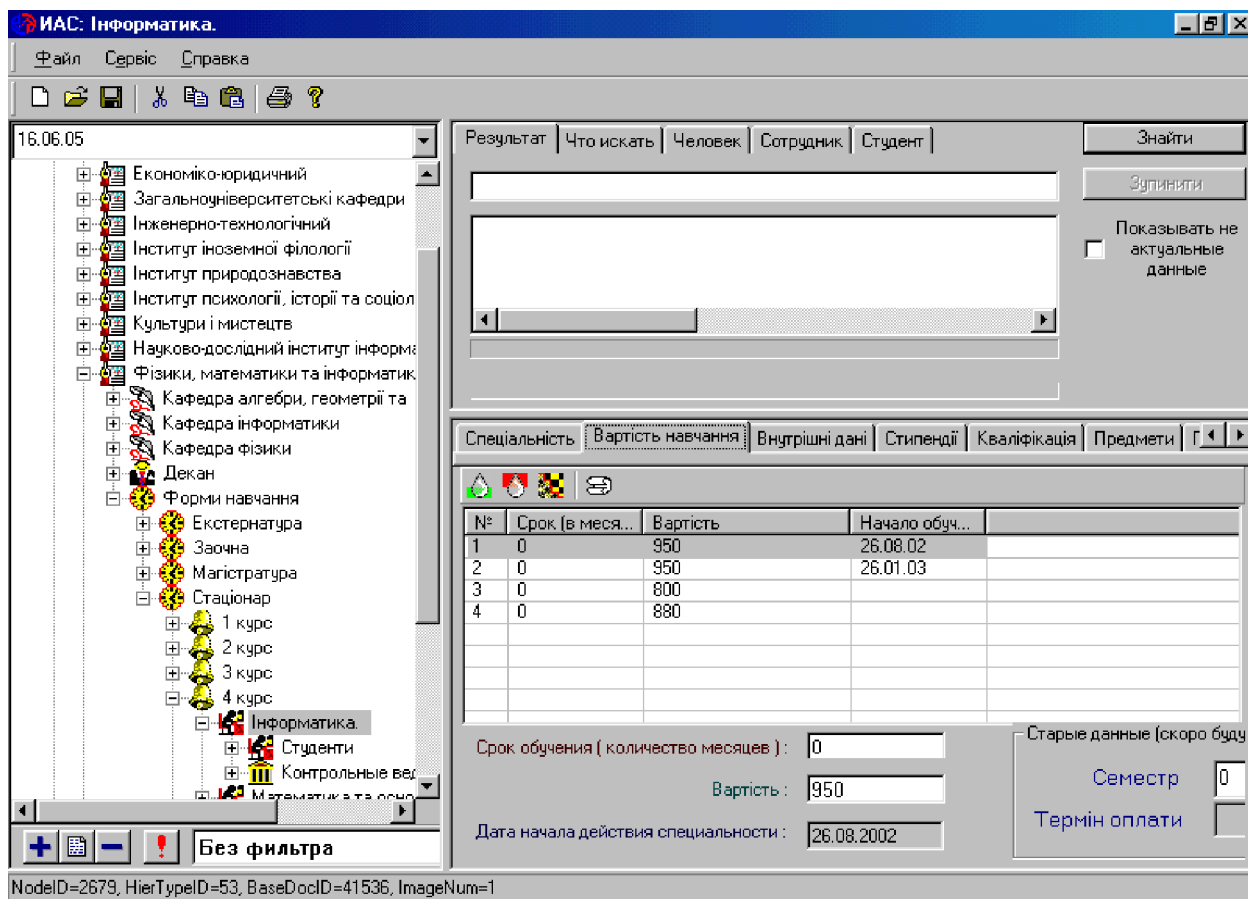 ИАС: Інформатика.
Файл Сервіс Справка
16.06.05
Економіко-юридичний
Загальноуніверситетські кафедри
Інженерно-технологічний
Інститут іноземної філології
Інститут природознавства
Інститут психології, історії та соціол
Культури і мистецтв
Науково-дослідний інститут інформа
Фізики, математики та інформатик
Кафедра алгебри, геометрії та
Кафедра інформатики
Кафедра фізики
Декан
Форми навчання
Екстернатура
Заочна
Магістратура
Стаціонар
1 курс
2 курс
3 курс
4 курс
Інформатика.
Студенти
Контрольные вед
Математика та осно
Без фильтра
Результат Что искать Человек Сотрудник Студент
Знайти
Зупинити
Показывать не
актуальные
данные
Спеціальність Вартість навчання Внутрішні дані Стипендії Кваліфікація Предмети Г
№ Срок (в меся... Вартість Начало обуч...
1 0 950 26.08.02
2 0 950 26.01.03
3 0 800
4 0 880
Срок обучения ( количество месяцев ) : 0
Вартість : 950
Дата начала действия специальности : 26.08.2002
Старые данные (скоро буду
Семестр 0
Термін оплати
NodeID=2679, HierTypeID=53, BaseDocID=41536, ImageNum=1